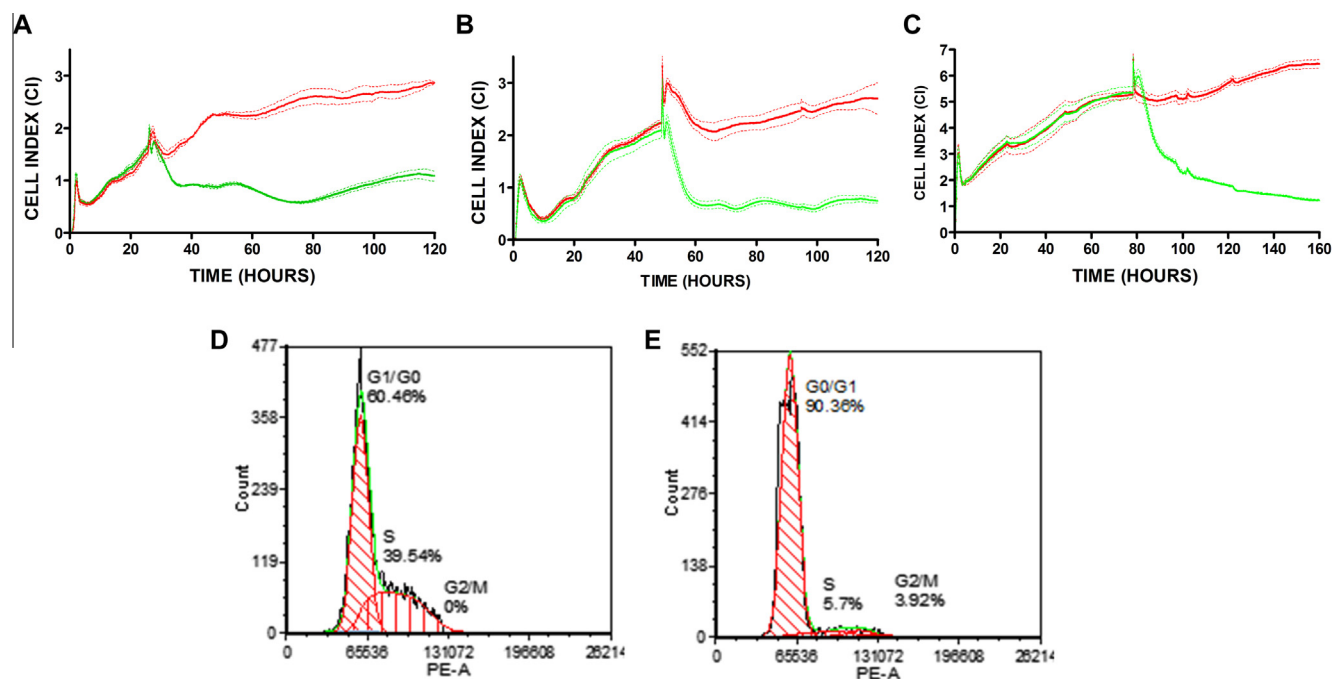 A
CELL INDEX (CI)
3
2
1
0
0 20 40 60 80 100 120
TIME (HOURS)
B
CELL INDEX (CI)
3
2
1
0
0 20 40 60 80 100 120
TIME (HOURS)
C
CELL INDEX (CI)
7
6
5
4
3
2
1
0
0 20 40 60 80 100 120 140 160
TIME (HOURS)
D
Count
477
358
239
119
0
G1/G0
60.46%
S
39.54%
G2/M
0%
0 65536 131072 196608 26214
PE-A
E
Count
552
414
276
138
0
G0/G1
90.36%
S
5.7%
G2/M
3.92%
0 65536 131072 196608 26214
PE-A